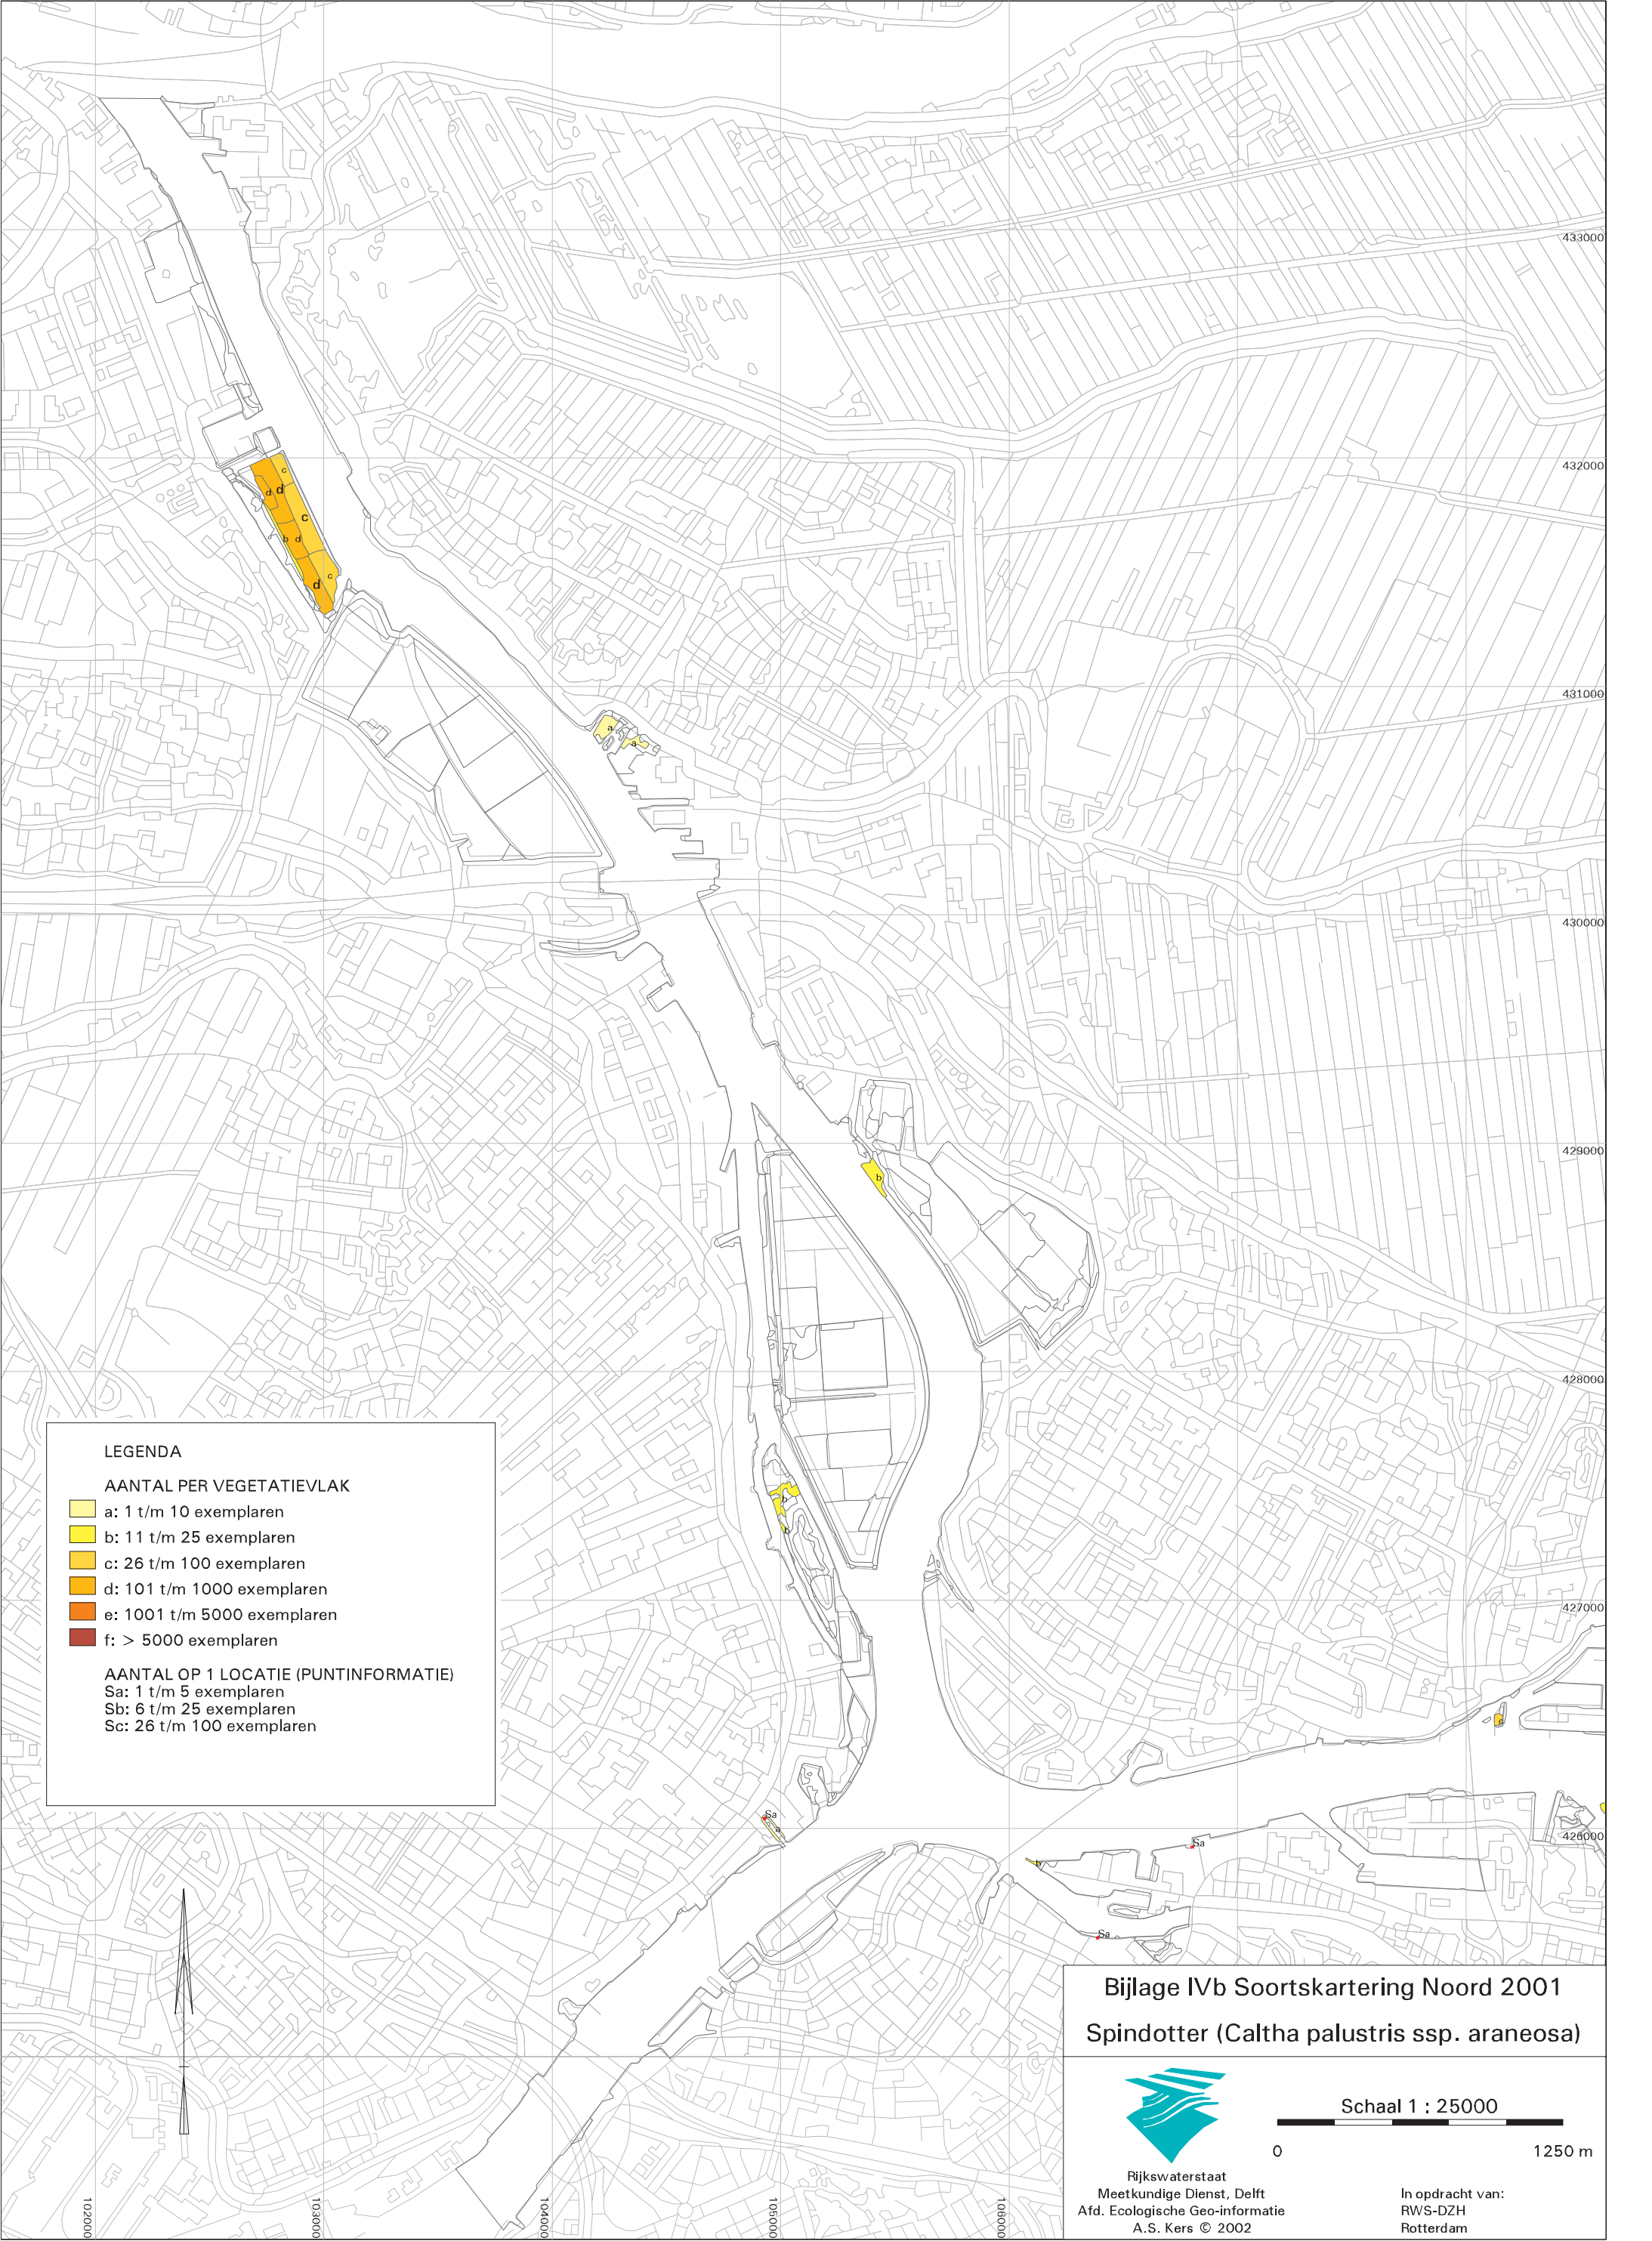 433000
432000
c
d
d
c
b
d
c
d
431000
a
a
430000
429000
b
428000
b
b
427000
c
Sa
a
426000
Sa
b
Sa
LEGENDA
AANTAL PER VEGETATIEVLAK
a: 1 t/m 10 exemplaren
b: 11 t/m 25 exemplaren
c: 26 t/m 100 exemplaren
d: 101 t/m 1000 exemplaren
e: 1001 t/m 5000 exemplaren
f: > 5000 exemplaren
AANTAL OP 1 LOCATIE (PUNTINFORMATIE)
Sa: 1 t/m 5 exemplaren
Sb: 6 t/m 25 exemplaren
Sc: 26 t/m 100 exemplaren
Bijlage IVb Soortskartering Noord 2001
Spindotter (Caltha palustris ssp. araneosa)
Schaal 1 : 25000
0 1250 m
Rijkswaterstaat
Meetkundige Dienst, Delft
Afd. Ecologische Geo-informatie
A.S. Kers © 2002
In opdracht van:
RWS-DZH
Rotterdam
102000
103000
104000
105000
106000